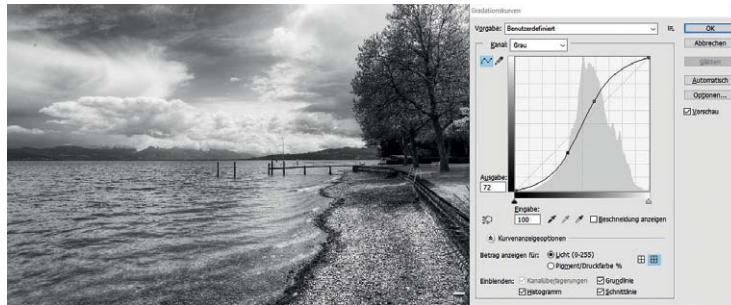 Gradationskurven
Vorgabe: Benutzerdefiniert
OK
Kanal: Grau
Abbrechen
Glätten
Automatisch
Optionen...
Vorschau
Ausgabe:
72
Eingabe:
100
Beschneidung anzeigen
Kurvenanzeigeoptionen
Betrag anzeigen für: Licht (0-255)
Pigment/Druckfarbe %
Einblenden: Kanalüberlagerungen Grundlinie
Histogramm Schnittlinie